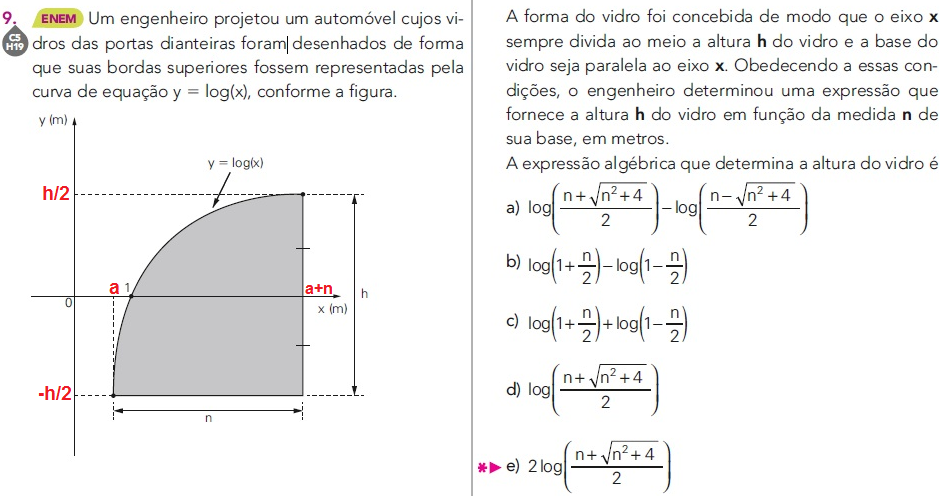 9. ENEM Um engenheiro projetou um automóvel cujos vi-
C5
H19
dros das portas dianteiras foram| desenhados de forma
que suas bordas superiores fossem representadas pela
curva de equação y = log(x), conforme a figura.
y (m)
y = log(x)
h/2
a 1
a+n
h
0
x (m)
-h/2
n
A forma do vidro foi concebida de modo que o eixo x
sempre divida ao meio a altura h do vidro e a base do
vidro seja paralela ao eixo x. Obedecendo a essas con-
dições, o engenheiro determinou uma expressão que
fornece a altura h do vidro em função da medida n de
sua base, em metros.
A expressão algébrica que determina a altura do vidro é
a) log((n + √(n² + 4))/2) – log((n – √(n² + 4))/2)
b) log(1 + n/2) – log(1 – n/2)
c) log(1 + n/2) + log(1 – n/2)
d) log((n + √(n² + 4))/2)
*▶ e) 2 log((n + √(n² + 4))/2)